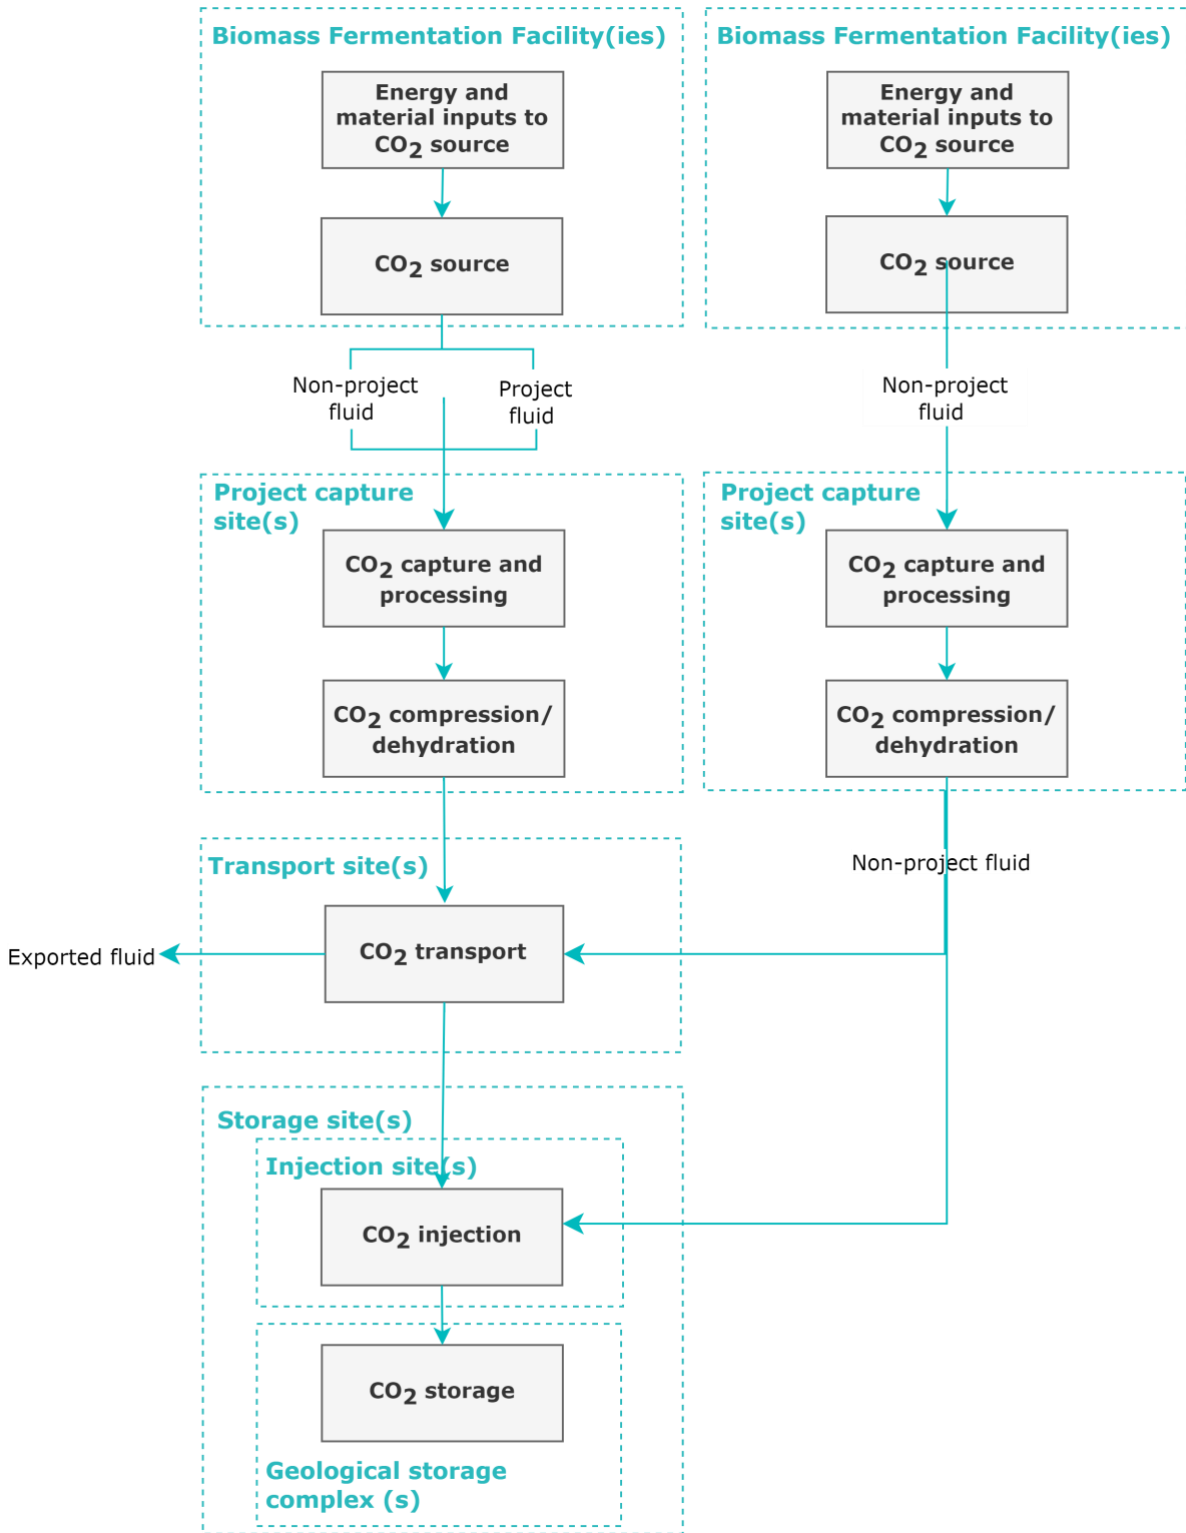 Biomass Fermentation Facility(ies)
Energy and
material inputs to
CO2 source
CO2 source
Non-project
fluid
Project
fluid
Project capture
site(s)
CO2 capture and
processing
CO2 compression/
dehydration
Biomass Fermentation Facility(ies)
Energy and
material inputs to
CO2 source
CO2 source
Non-project
fluid
Project capture
site(s)
CO2 capture and
processing
CO2 compression/
dehydration
Non-project fluid
Transport site(s)
CO2 transport
Exported fluid
Storage site(s)
Injection site(s)
CO2 injection
CO2 storage
Geological storage
complex (s)